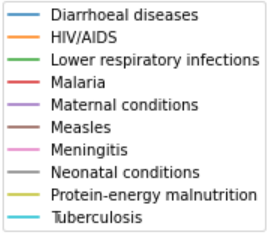 Diarrhoeal diseases
HIV/AIDS
Lower respiratory infections
Malaria
Maternal conditions
Measles
Meningitis
Neonatal conditions
Protein-energy malnutrition
Tuberculosis